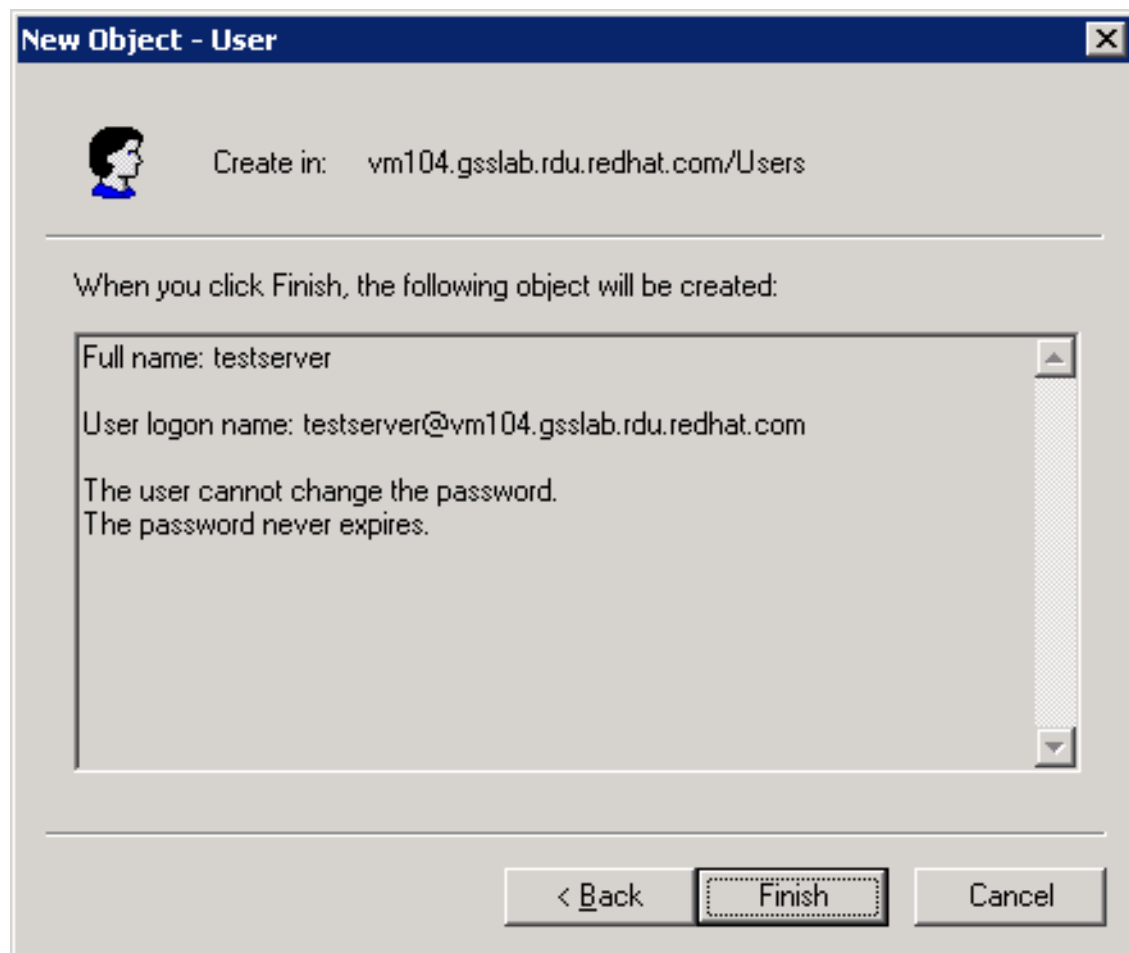 New Object - User
Create in: vm104.gsslab.rdu.redhat.com/Users
When you click Finish, the following object will be created:
Full name: testserver
User logon name: testserver@vm104.gsslab.rdu.redhat.com
The user cannot change the password.
The password never expires.
< Back Finish Cancel